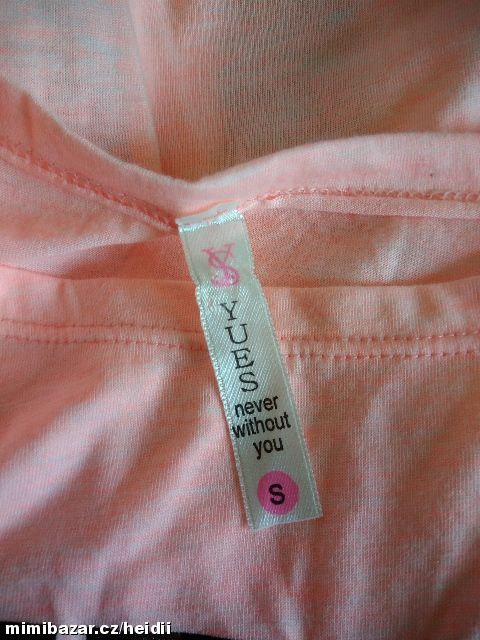 YS
YUES
never
without
you
S
mimibazar.cz/heidii